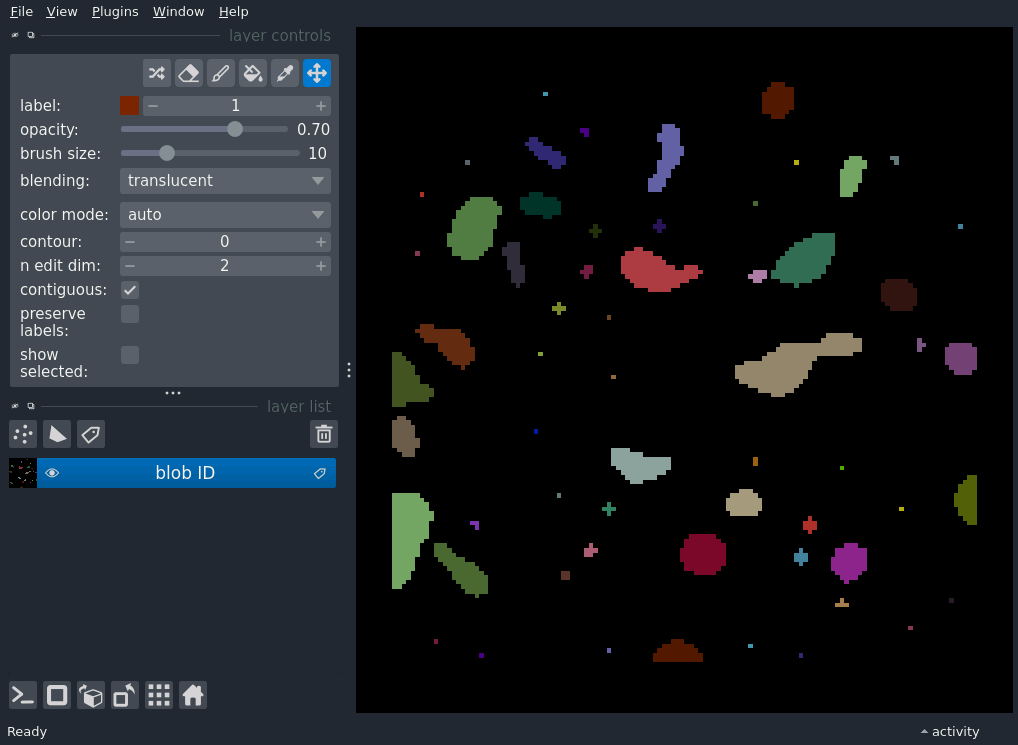 File View Plugins Window Help
layer controls
label: 1
opacity: 0.70
brush size: 10
blending: translucent
color mode: auto
contour: 0
n edit dim: 2
contiguous:
preserve
labels:
show
selected:
layer list
blob ID
Ready
activity